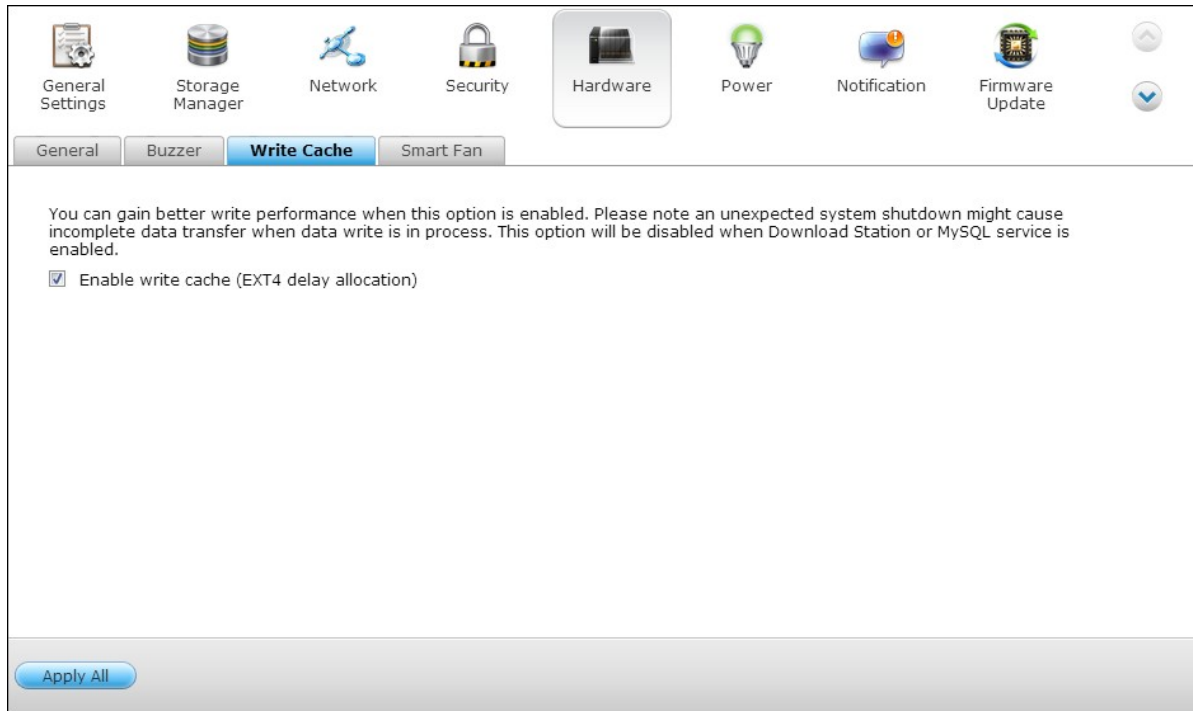 General
Settings
Storage
Manager
Network
Security
Hardware
Power
Notification
Firmware
Update
General
Buzzer
Write Cache
Smart Fan
You can gain better write performance when this option is enabled. Please note an unexpected system shutdown might cause
incomplete data transfer when data write is in process. This option will be disabled when Download Station or MySQL service is
enabled.
Enable write cache (EXT4 delay allocation)
Apply All